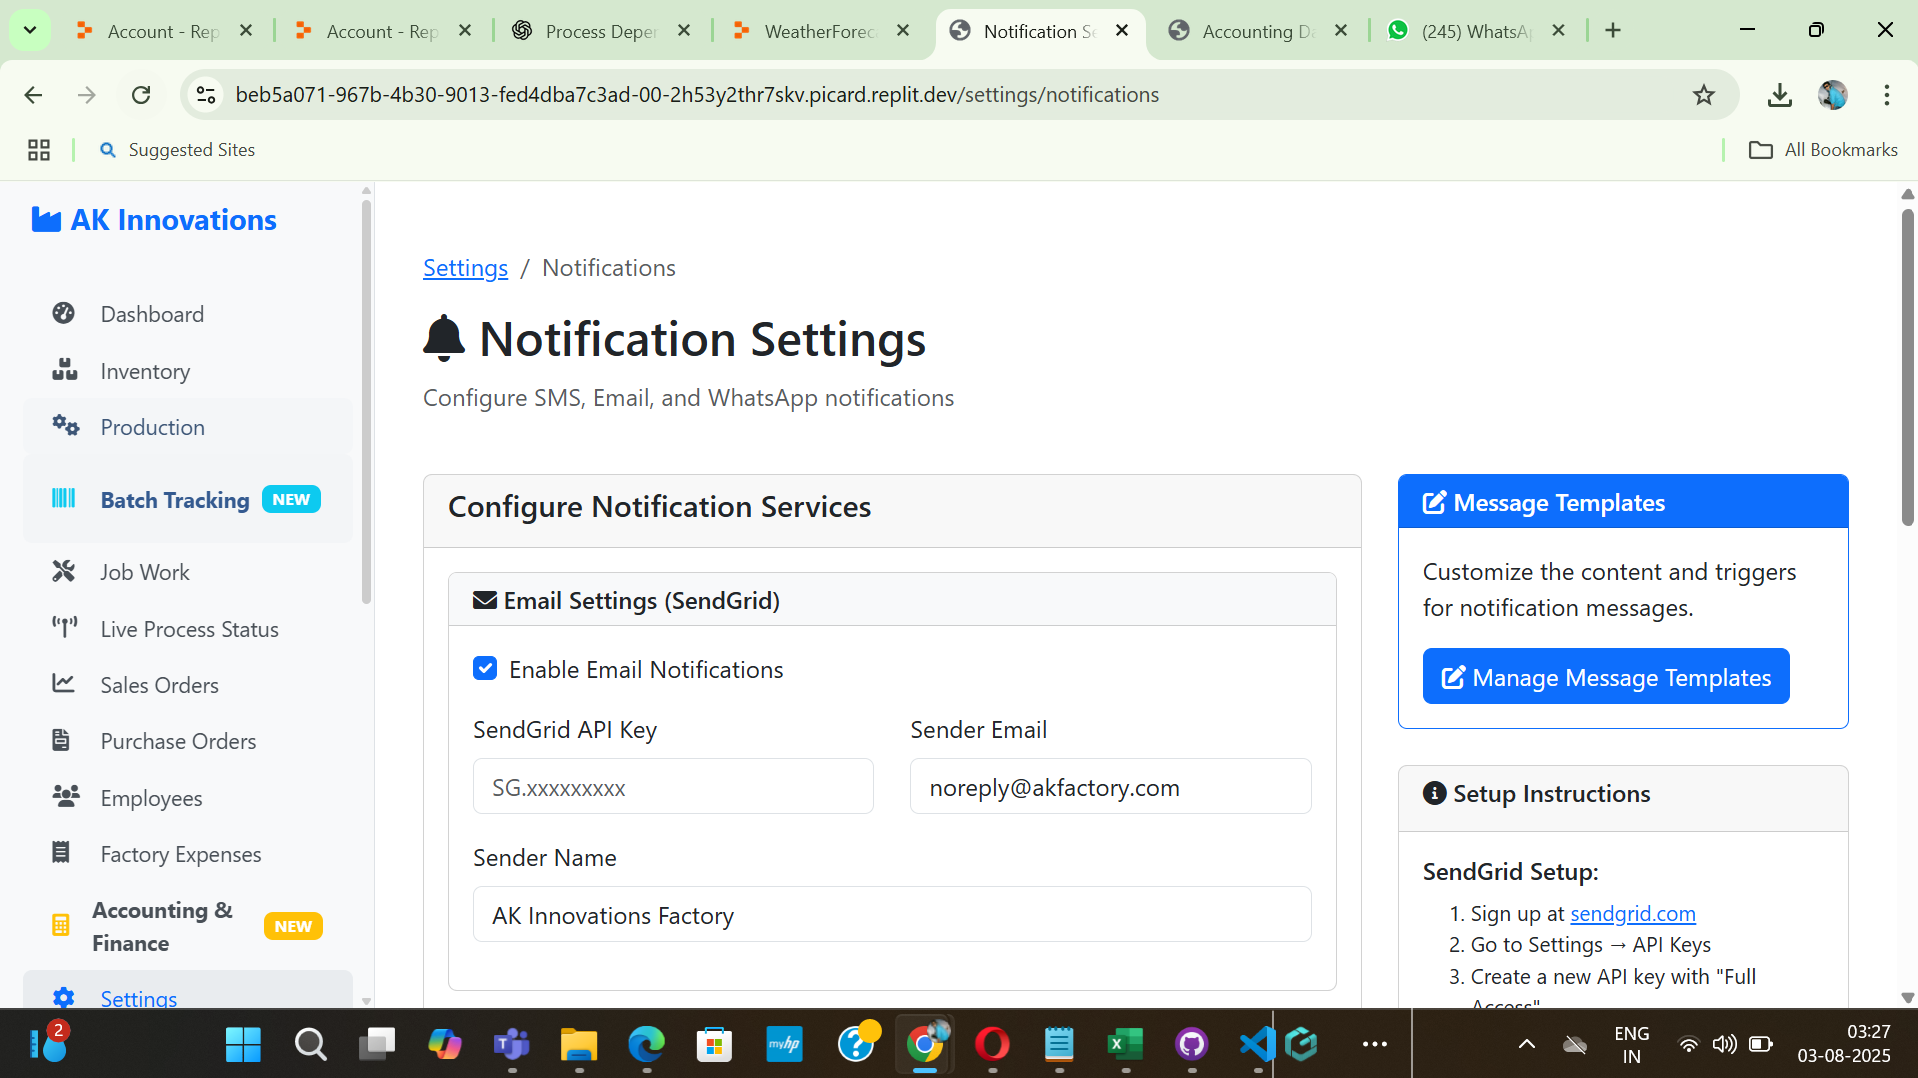 Account - Rep
Account - Rep
Process Deper
WeatherForec
Notification Se
Accounting Da
(245) WhatsAp
beb5a071-967b-4b30-9013-fed4dba7c3ad-00-2h53y2thr7skv.picard.replit.dev/settings/notifications
Suggested Sites
All Bookmarks
AK Innovations
Dashboard
Inventory
Production
Batch Tracking NEW
Job Work
Live Process Status
Sales Orders
Purchase Orders
Employees
Factory Expenses
Accounting &
Finance
NEW
Settings
Settings / Notifications
Notification Settings
Configure SMS, Email, and WhatsApp notifications
Configure Notification Services
Email Settings (SendGrid)
Enable Email Notifications
SendGrid API Key
SG.xxxxxxxxx
Sender Email
noreply@akfactory.com
Sender Name
AK Innovations Factory
Message Templates
Customize the content and triggers
for notification messages.
Manage Message Templates
Setup Instructions
SendGrid Setup:
1. Sign up at sendgrid.com
2. Go to Settings → API Keys
3. Create a new API key with "Full
Access"
2
myhp
ENG
IN
03:27
03-08-2025